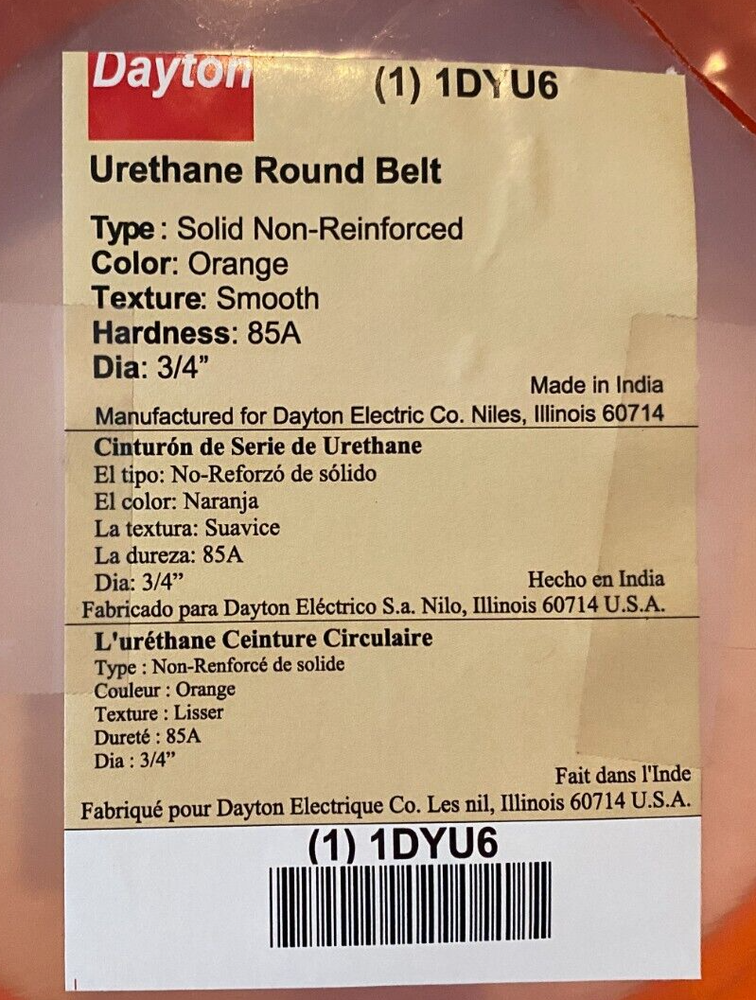 Dayton
(1) 1DYU6
Urethane Round Belt
Type : Solid Non-Reinforced
Color: Orange
Texture: Smooth
Hardness: 85A
Dia: 3/4”
Made in India
Manufactured for Dayton Electric Co. Niles, Illinois 60714
Cinturón de Serie de Urethane
El tipo: No-Reforzó de sólido
El color: Naranja
La textura: Suavice
La dureza: 85A
Dia: 3/4”
Hecho en India
Fabricado para Dayton Eléctrico S.a. Nilo, Illinois 60714 U.S.A.
L'uréthane Ceinture Circulaire
Type : Non-Renforcé de solide
Couleur : Orange
Texture : Lisser
Dureté : 85A
Dia : 3/4”
Fait dans l'Inde
Fabriqué pour Dayton Electrique Co. Les nil, Illinois 60714 U.S.A.
(1) 1DYU6